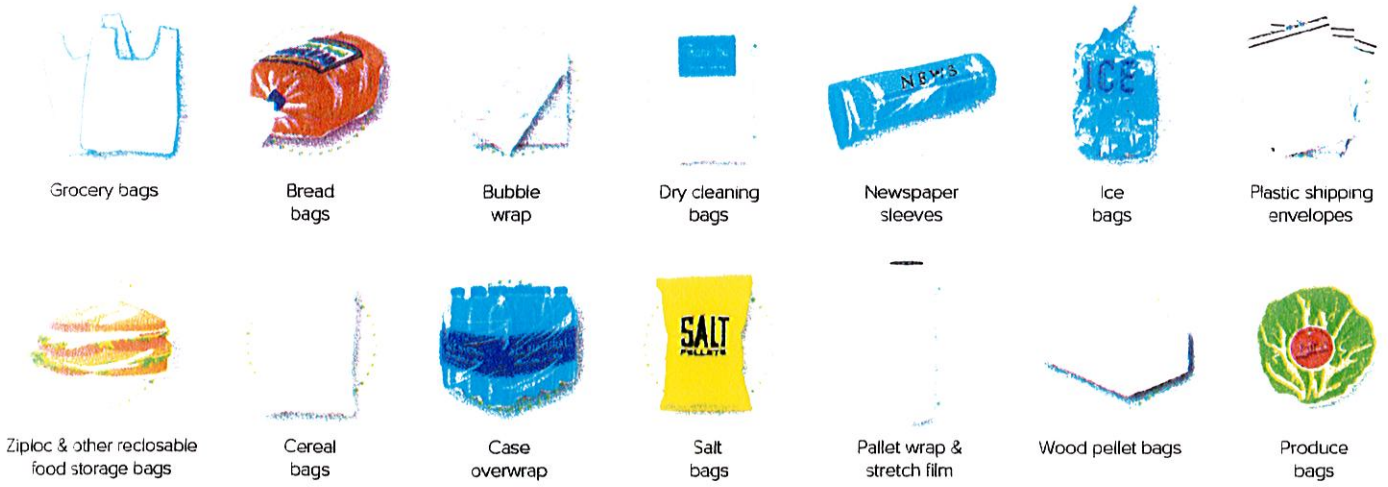 NEWS
ICE
Grocery bags
Bread
bags
Bubble
wrap
Dry cleaning
bags
Newspaper
sleeves
Ice
bags
Plastic shipping
envelopes
SALT
PELLETS
Ziploc & other reclosable
food storage bags
Cereal
bags
Case
overwrap
Salt
bags
Pallet wrap &
stretch film
Wood pellet bags
Produce
bags